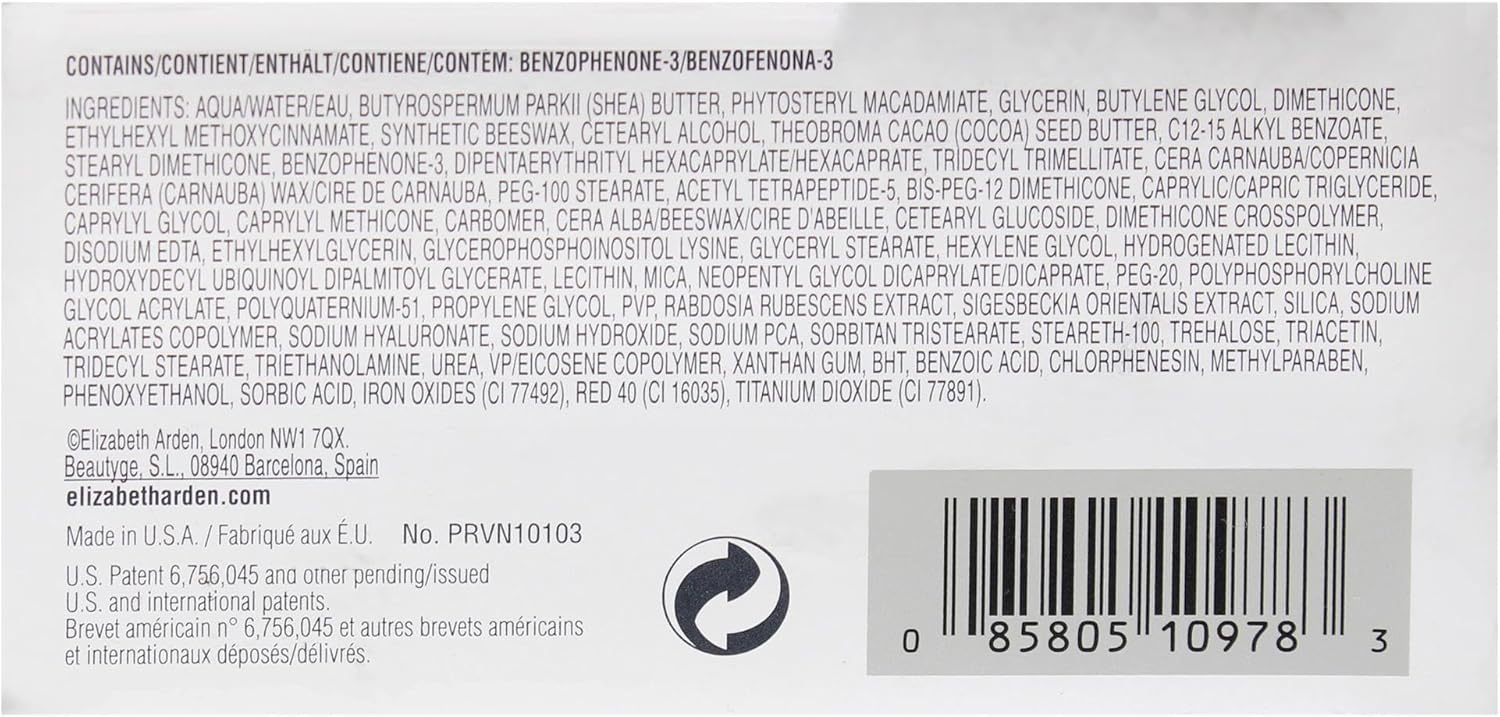 CONTAINS/CONTIENT/ENTHÄLT/CONTIENE/CONTÉM: BENZOPHENONE-3/BENZOFENONA-3
INGREDIENTS: AQUA/WATER/EAU, BUTYROSPERMUM PARKII (SHEA) BUTTER, PHYTOSTERYL MACADAMIATE, GLYCERIN, BUTYLENE GLYCOL, DIMETHICONE,
ETHYLHEXYL METHOXYCINNAMATE, SYNTHETIC BEESWAX, CETEARYL ALCOHOL, THEOBROMA CACAO (COCOA) SEED BUTTER, C12-15 ALKYL BENZOATE,
STEARYL DIMETHICONE, BENZOPHENONE-3, DIPENTAERYTHRITYL HEXACAPRYLATE/HEXACAPRATE, TRIDECYL TRIMELLITATE, CERA CARNAUBA/COPERNICIA
CERIFERA (CARNAUBA) WAX/CIRE DE CARNAUBA, PEG-100 STEARATE, ACETYL TETRAPEPTIDE-5, BIS-PEG-12 DIMETHICONE, CAPRYLIC/CAPRIC TRIGLYCERIDE,
CAPRYLYL GLYCOL, CAPRYLYL METHICONE, CARBOMER, CERA ALBA/BEESWAX/CIRE D'ABEILLE, CETEARYL GLUCOSIDE, DIMETHICONE CROSSPOLYMER,
DISODIUM EDTA, ETHYLHEXYLGLYCERIN, GLYCEROPHOSPHOINOSITOL LYSINE, GLYCERYL STEARATE, HEXYLENE GLYCOL, HYDROGENATED LECITHIN,
HYDROXYDECYL UBIQUINOYL DIPALMITOYL GLYCERATE, LECITHIN, MICA, NEOPENTYL GLYCOL DICAPRYLATE/DICAPRATE, PEG-20, POLYPHOSPHORYLCHOLINE
GLYCOL ACRYLATE, POLYQUATERNIUM-51, PROPYLENE GLYCOL, PVP, RABDOSIA RUBESCENS EXTRACT, SIGESBECKIA ORIENTALIS EXTRACT, SILICA, SODIUM
ACRYLATES COPOLYMER, SODIUM HYALURONATE, SODIUM HYDROXIDE, SODIUM PCA, SORBITAN TRISTEARATE, STEARETH-100, TREHALOSE, TRIACETIN,
TRIDECYL STEARATE, TRIETHANOLAMINE, UREA, VP/EICOSENE COPOLYMER, XANTHAN GUM, BHT, BENZOIC ACID, CHLORPHENESIN, METHYLPARABEN,
PHENOXYETHANOL, SORBIC ACID, IRON OXIDES (CI 77492), RED 40 (CI 16035), TITANIUM DIOXIDE (CI 77891).
©Elizabeth Arden, London NW1 7QX.
Beautyge, S.L., 08940 Barcelona, Spain
elizabetharden.com
Made in U.S.A. / Fabriqué aux É.U. No. PRVN10103
U.S. Patent 6,756,045 and other pending/issued
U.S. and international patents.
Brevet américain n° 6,756,045 et autres brevets américains
et internationaux déposés/délivrés.
0 85805 10978 3